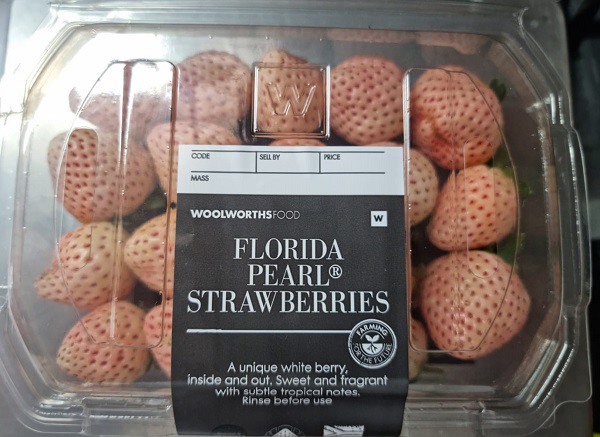 W
CODE SELL BY PRICE
MASS
WOOLWORTHSFOOD W
FLORIDA
PEARL®
STRAWBERRIES
FARMING
FOR THE FUTURE
A unique white berry,
inside and out. Sweet and fragrant
with subtle tropical notes.
Rinse before use